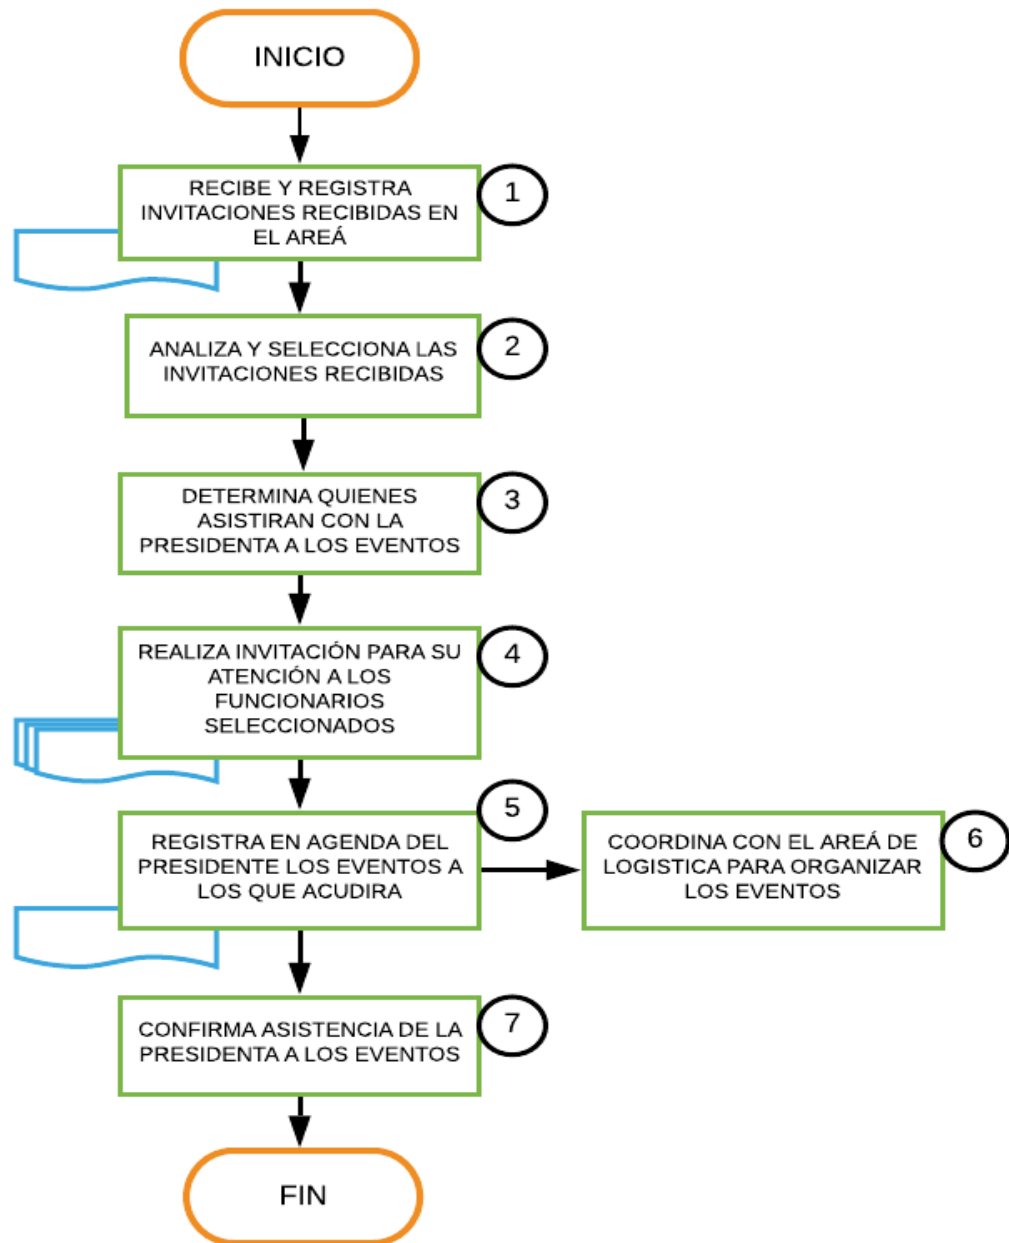 INICIO
RECIBE Y REGISTRA
INVITACIONES RECIBIDAS EN
EL AREÁ
1
ANALIZA Y SELECCIONA LAS
INVITACIONES RECIBIDAS
2
DETERMINA QUIENES
ASISTIRAN CON LA
PRESIDENTA A LOS EVENTOS
3
REALIZA INVITACIÓN PARA SU
ATENCIÓN A LOS
FUNCIONARIOS
SELECCIONADOS
4
REGISTRA EN AGENDA DEL
PRESIDENTE LOS EVENTOS A
LOS QUE ACUDIRA
5
COORDINA CON EL AREÁ DE
LOGISTICA PARA ORGANIZAR
LOS EVENTOS
6
CONFIRMA ASISTENCIA DE LA
PRESIDENTA A LOS EVENTOS
7
FIN